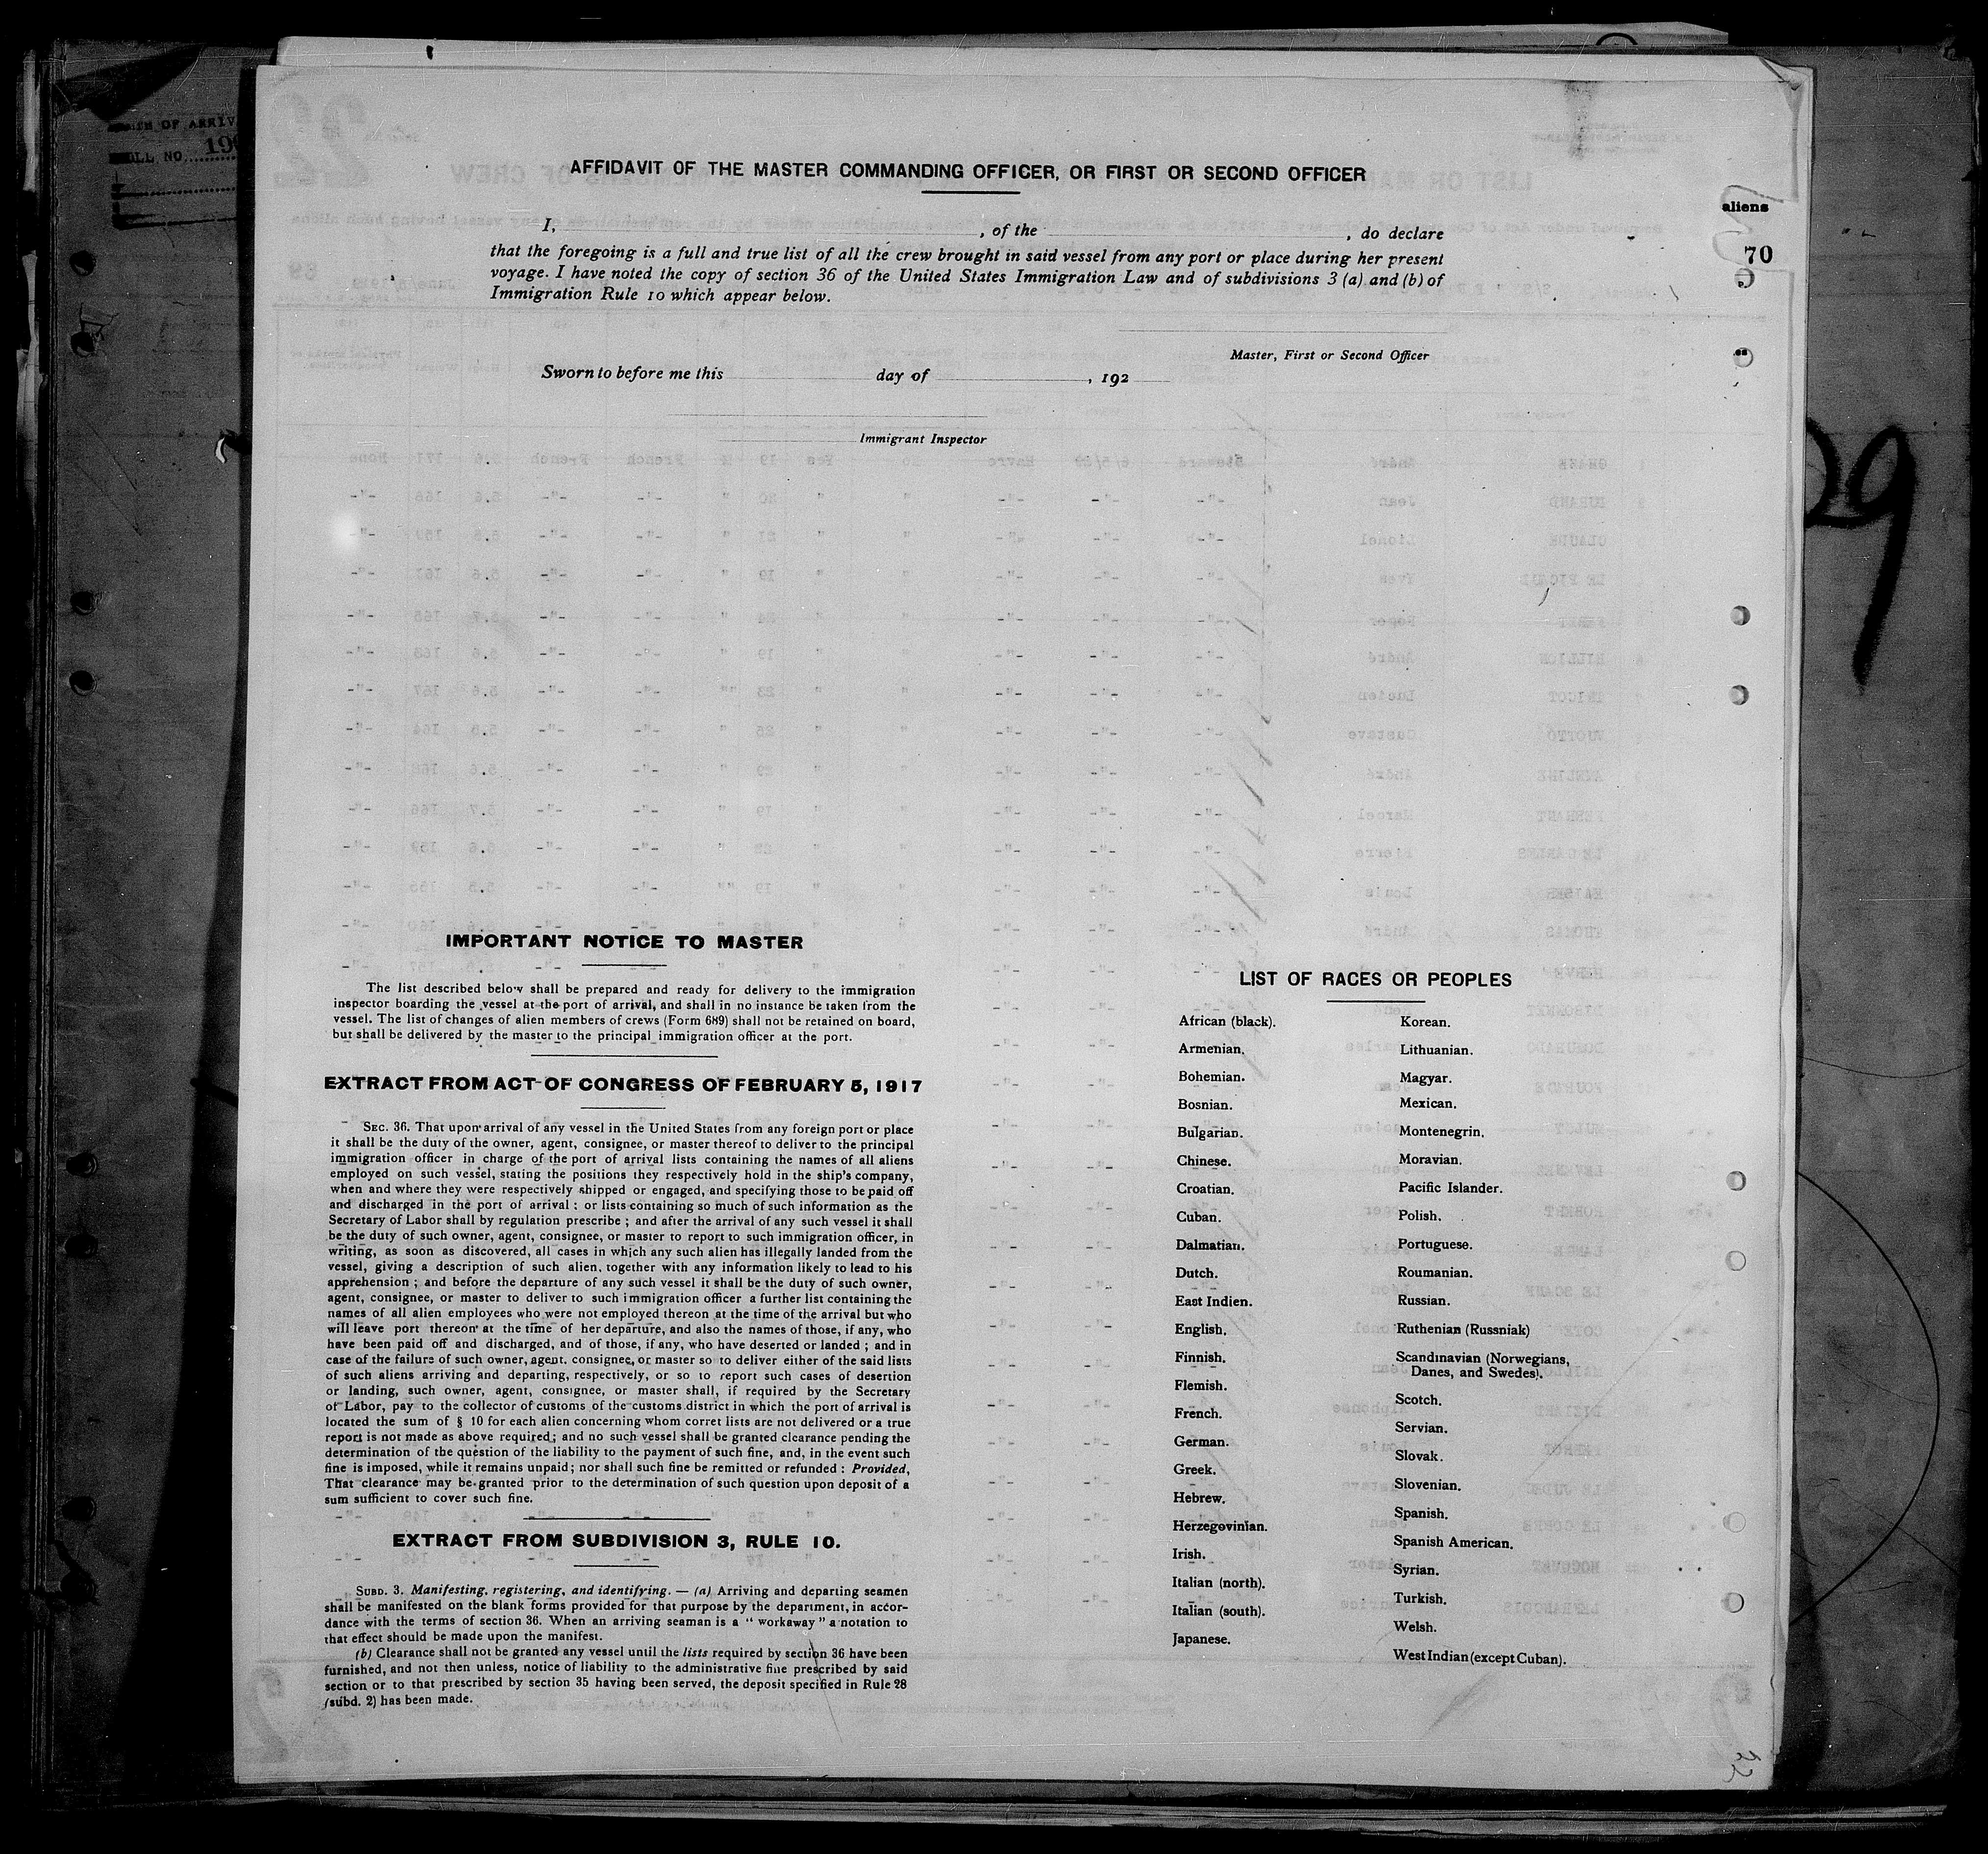 AFFIDAVIT OF THE MASTER COMMANDING OFFICER, OR FIRST OR SECOND OFFICER
aliens
70
I, , of the , do declare
that the foregoing is a full and true list of all the crew brought in said vessel from any port or place during her present
voyage. I have noted the copy of section 36 of the United States Immigration Law and of subdivisions 3 (a) and (b) of
Immigration Rule 10 which appear below.
Master, First or Second Officer
Sworn to before me this day of , 192
Immigrant Inspector
29
IMPORTANT NOTICE TO MASTER
The list described below shall be prepared and ready for delivery to the immigration
inspector boarding the vessel at the port of arrival, and shall in no instance be taken from the
vessel. The list of changes of alien members of crews (Form 689) shall not be retained on board,
but shall be delivered by the master to the principal immigration officer at the port.
EXTRACT FROM ACT OF CONGRESS OF FEBRUARY 5, 1917
SEC. 36. That upon arrival of any vessel in the United States from any foreign port or place
it shall be the duty of the owner, agent, consignee, or master thereof to deliver to the principal
immigration officer in charge of the port of arrival lists containing the names of all aliens
employed on such vessel, stating the positions they respectively hold in the ship's company,
when and where they were respectively shipped or engaged, and specifying those to be paid off
and discharged in the port of arrival ; or lists containing so much of such information as the
Secretary of Labor shall by regulation prescribe ; and after the arrival of any such vessel it shall
be the duty of such owner, agent, consignee, or master to report to such immigration officer, in
writing, as soon as discovered, all cases in which any such alien has illegally landed from the
vessel, giving a description of such alien, together with any information likely to lead to his
apprehension ; and before the departure of any such vessel it shall be the duty of such owner,
agent, consignee, or master to deliver to such immigration officer a further list containing the
names of all alien employees who were not employed thereon at the time of the arrival but who
will leave port thereon at the time of her departure, and also the names of those, if any, who
have been paid off and discharged, and of those, if any, who have deserted or landed ; and in
case of the failure of such owner, agent, consignee, or master so to deliver either of the said lists
of such aliens arriving and departing, respectively, or so to report such cases of desertion
or landing, such owner, agent, consignee, or master shall, if required by the Secretary
of Labor, pay to the collector of customs of the customs district in which the port of arrival is
located the sum of § 10 for each alien concerning whom corret lists are not delivered or a true
report is not made as above required ; and no such vessel shall be granted clearance pending the
determination of the question of the liability to the payment of such fine, and, in the event such
fine is imposed, while it remains unpaid ; nor shall such fine be remitted or refunded : Provided,
That clearance may be granted prior to the determination of such question upon deposit of a
sum sufficient to cover such fine.
EXTRACT FROM SUBDIVISION 3, RULE 10.
SUBD. 3. Manifesting, registering, and identifying. — (a) Arriving and departing seamen
shall be manifested on the blank forms provided for that purpose by the department, in accor-
dance with the terms of section 36. When an arriving seaman is a " workaway " a notation to
that effect should be made upon the manifest.
(b) Clearance shall not be granted any vessel until the lists required by section 36 have been
furnished, and not then unless, notice of liability to the administrative fine prescribed by said
section or to that prescribed by section 35 having been served, the deposit specified in Rule 28
(subd. 2) has been made.
LIST OF RACES OR PEOPLES
African (black).
Armenian.
Bohemian.
Bosnian.
Bulgarian.
Chinese.
Croatian.
Cuban.
Dalmatian.
Dutch.
East Indien.
English.
Finnish.
Flemish.
French.
German.
Greek.
Hebrew.
Herzegovinian.
Irish.
Italian (north).
Italian (south).
Japanese.
Korean.
Lithuanian.
Magyar.
Mexican.
Montenegrin.
Moravian.
Pacific Islander.
Polish.
Portuguese.
Roumanian.
Russian.
Ruthenian (Russniak)
Scandinavian (Norwegians,
Danes, and Swedes).
Scotch.
Servian.
Slovak.
Slovenian.
Spanish.
Spanish American.
Syrian.
Turkish.
Welsh.
West Indian (except Cuban).